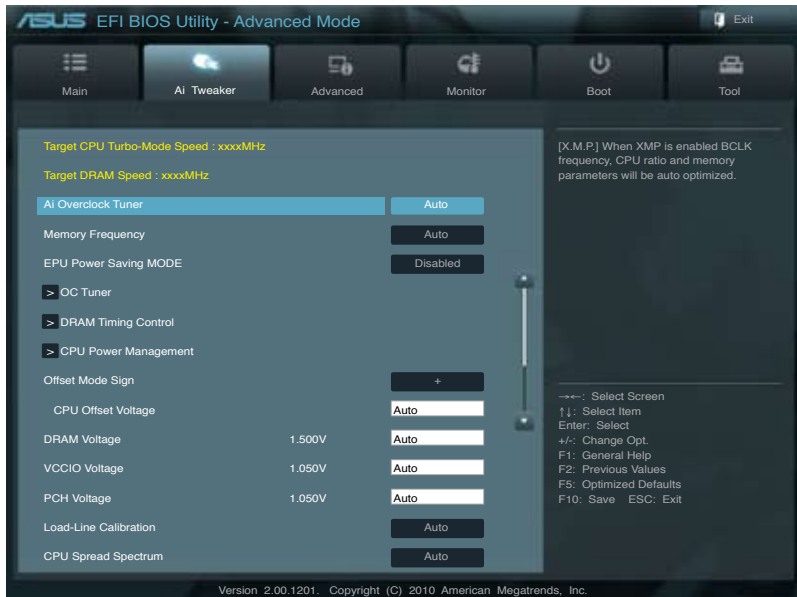 ASUS EFI BIOS Utility - Advanced Mode
Exit
Main
Ai Tweaker
Advanced
Monitor
Boot
Tool
Target CPU Turbo-Mode Speed : xxxxMHz
Target DRAM Speed : xxxxMHz
Ai Overclock Tuner Auto
Memory Frequency Auto
EPU Power Saving MODE Disabled
> OC Tuner
> DRAM Timing Control
> CPU Power Management
Offset Mode Sign +
CPU Offset Voltage Auto
DRAM Voltage 1.500V Auto
VCCIO Voltage 1.050V Auto
PCH Voltage 1.050V Auto
Load-Line Calibration Auto
CPU Spread Spectrum Auto
[X.M.P.] When XMP is enabled BCLK
frequency, CPU ratio and memory
parameters will be auto optimized.
→←: Select Screen
↑↓: Select Item
Enter: Select
+/-: Change Opt.
F1: General Help
F2: Previous Values
F5: Optimized Defaults
F10: Save ESC: Exit
Version 2.00.1201. Copyright (C) 2010 American Megatrends, Inc.